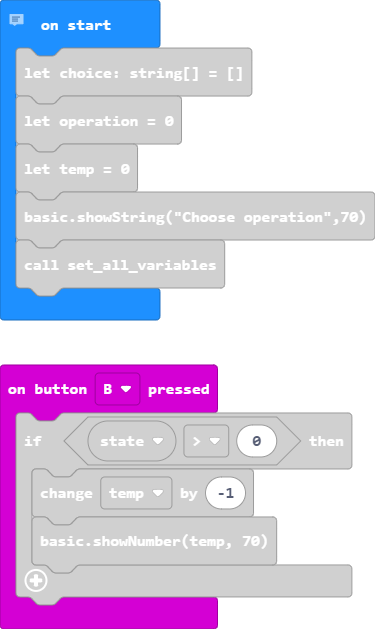 on start
let choice: string[] = []
let operation = 0
let temp = 0
basic.showString("Choose operation",70)
call set_all_variables
on button B pressed
if state > 0 then
change temp by -1
basic.showNumber(temp, 70)